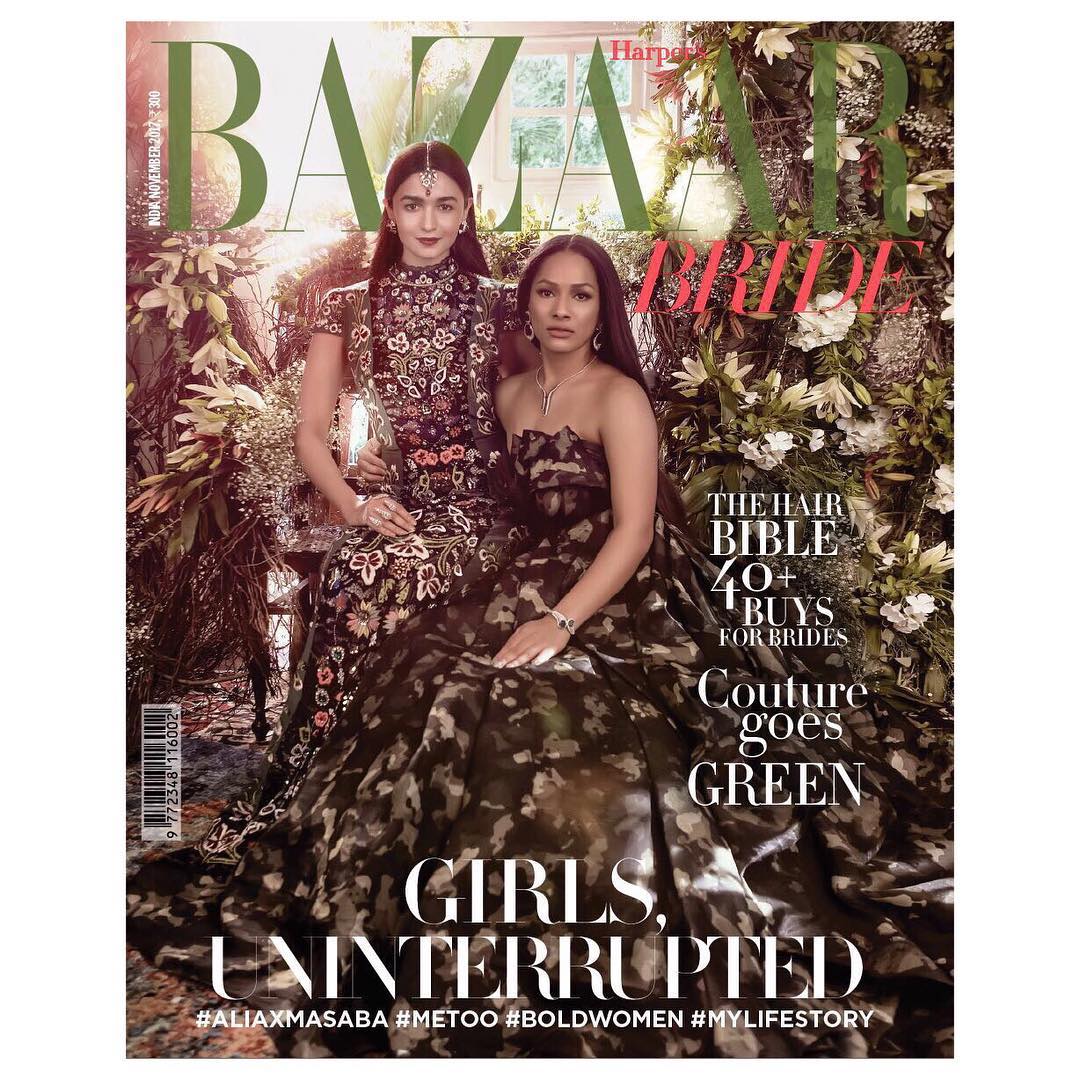 Harper's
BAZAAR
BRIDE
INDIA NOVEMBER 2017 ₹ 300
THE HAIR
BIBLE
40+
BUYS
FOR BRIDES
Couture
goes
GREEN
9 772348 116002
GIRLS,
UNINTERRUPTED
#ALIAXMASABA #METOO #BOLDWOMEN #MYLIFESTORY